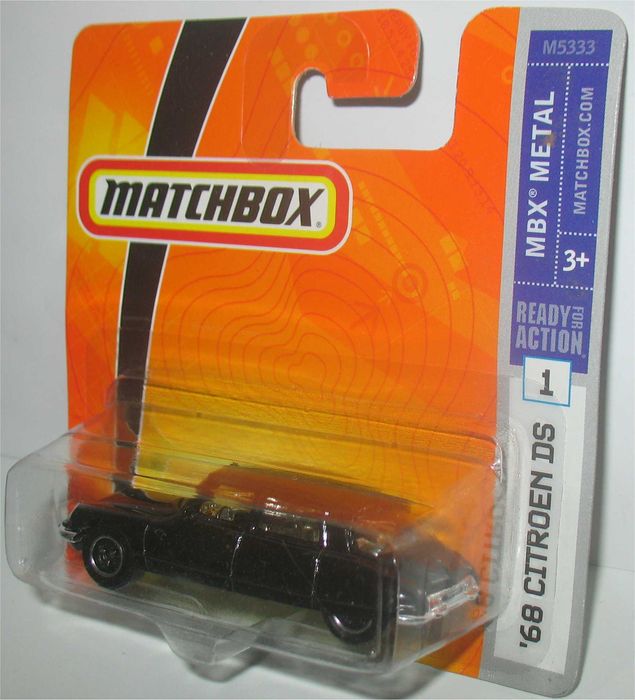 MATCHBOX®
M5333
MBX® METAL
MATCHBOX.COM
3+
READY FOR ACTION
1
'68 CITROEN DS